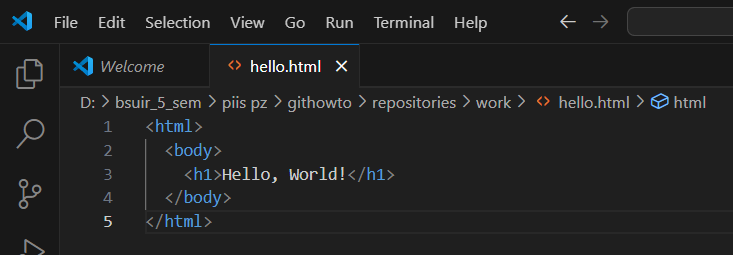 File Edit Selection View Go Run Terminal Help
Welcome hello.html
D: > bsuir_5_sem > piis pz > githowto > repositories > work > hello.html > html
1 <html>
2 <body>
3 <h1>Hello, World!</h1>
4 </body>
5 </html>